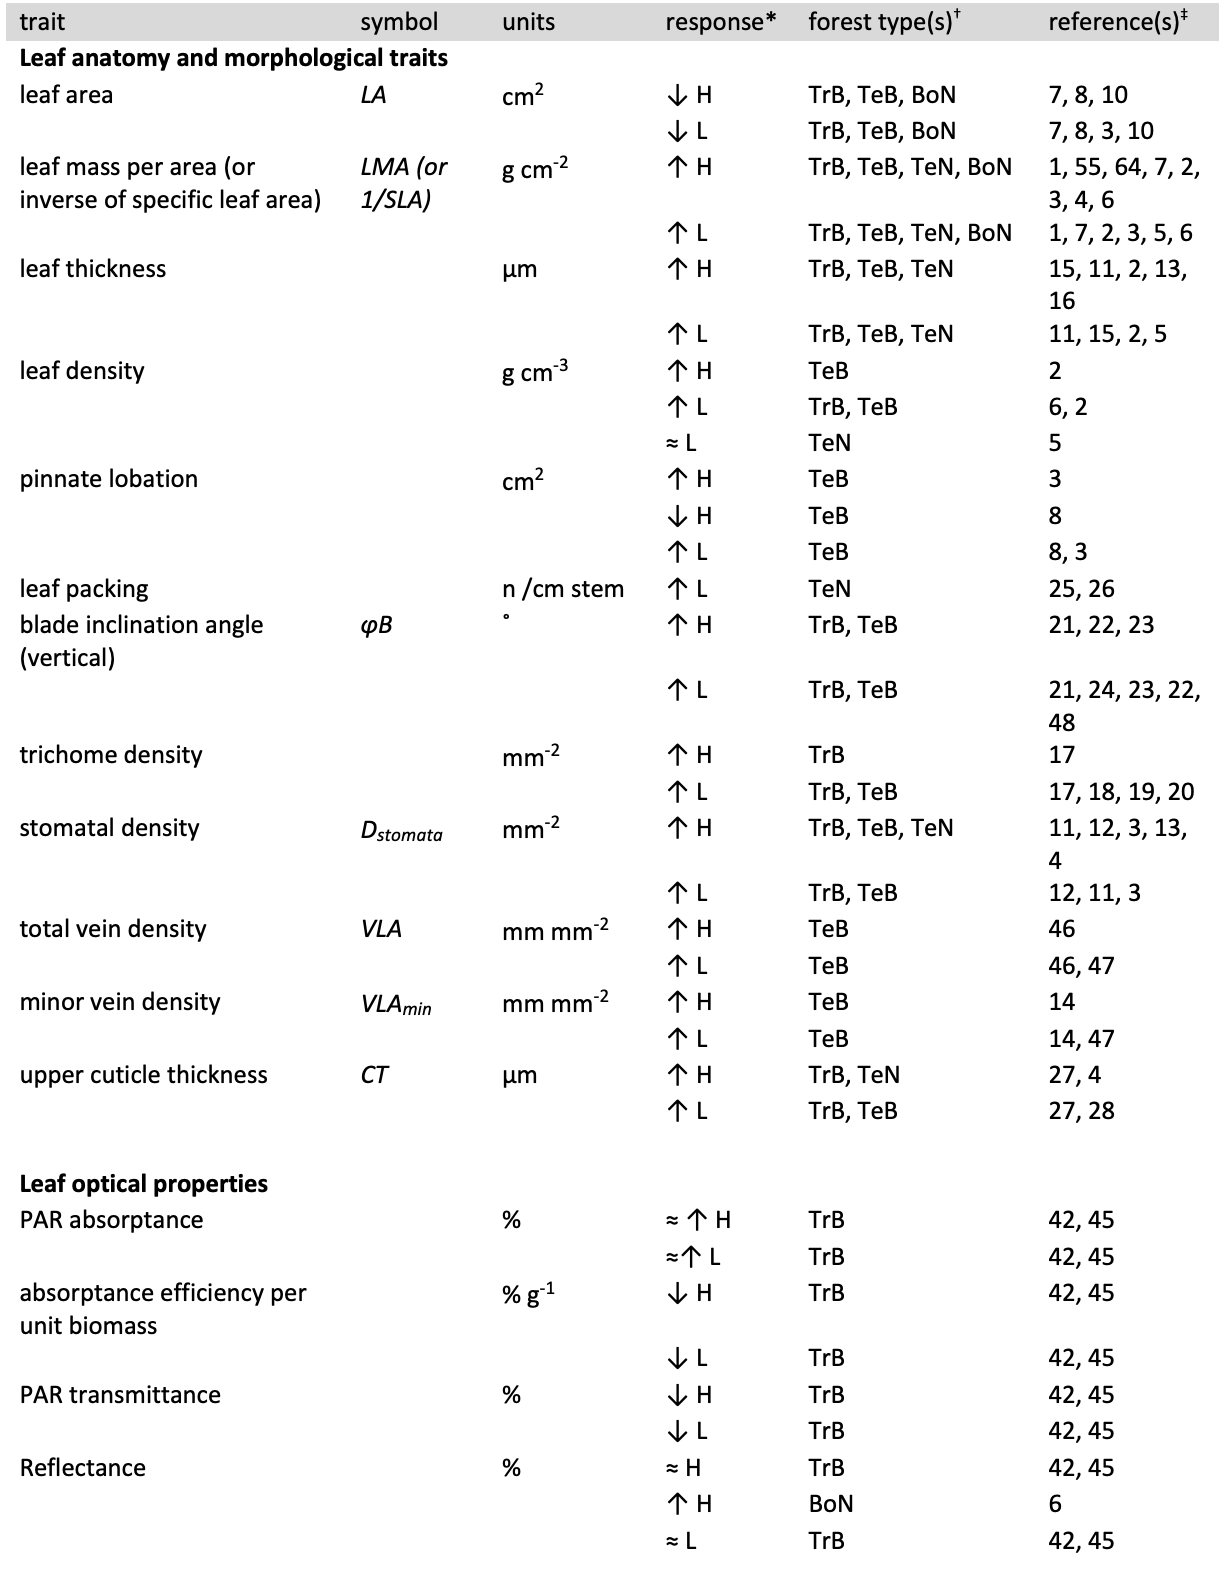 trait symbol units response* forest type(s)† reference(s)‡
Leaf anatomy and morphological traits
leaf area LA cm² ↓ H TrB, TeB, BoN 7, 8, 10
↓ L TrB, TeB, BoN 7, 8, 3, 10
leaf mass per area (or LMA (or g cm⁻² ↑ H TrB, TeB, TeN, BoN 1, 55, 64, 7, 2,
inverse of specific leaf area) 1/SLA) 3, 4, 6
↑ L TrB, TeB, TeN, BoN 1, 7, 2, 3, 5, 6
leaf thickness μm ↑ H TrB, TeB, TeN 15, 11, 2, 13,
16
↑ L TrB, TeB, TeN 11, 15, 2, 5
leaf density g cm⁻³ ↑ H TeB 2
↑ L TrB, TeB 6, 2
≈ L TeN 5
pinnate lobation cm² ↑ H TeB 3
↓ H TeB 8
↑ L TeB 8, 3
leaf packing n /cm stem ↑ L TeN 25, 26
blade inclination angle φB ° ↑ H TrB, TeB 21, 22, 23
(vertical)
↑ L TrB, TeB 21, 24, 23, 22,
48
trichome density mm⁻² ↑ H TrB 17
↑ L TrB, TeB 17, 18, 19, 20
stomatal density Dstomata mm⁻² ↑ H TrB, TeB, TeN 11, 12, 3, 13,
4
↑ L TrB, TeB 12, 11, 3
total vein density VLA mm mm⁻² ↑ H TeB 46
↑ L TeB 46, 47
minor vein density VLAmin mm mm⁻² ↑ H TeB 14
↑ L TeB 14, 47
upper cuticle thickness CT μm ↑ H TrB, TeN 27, 4
↑ L TrB, TeB 27, 28
Leaf optical properties
PAR absorptance % ≈ ↑ H TrB 42, 45
≈↑ L TrB 42, 45
absorptance efficiency per % g⁻¹ ↓ H TrB 42, 45
unit biomass
↓ L TrB 42, 45
PAR transmittance % ↓ H TrB 42, 45
↓ L TrB 42, 45
Reflectance % ≈ H TrB 42, 45
↑ H BoN 6
≈ L TrB 42, 45